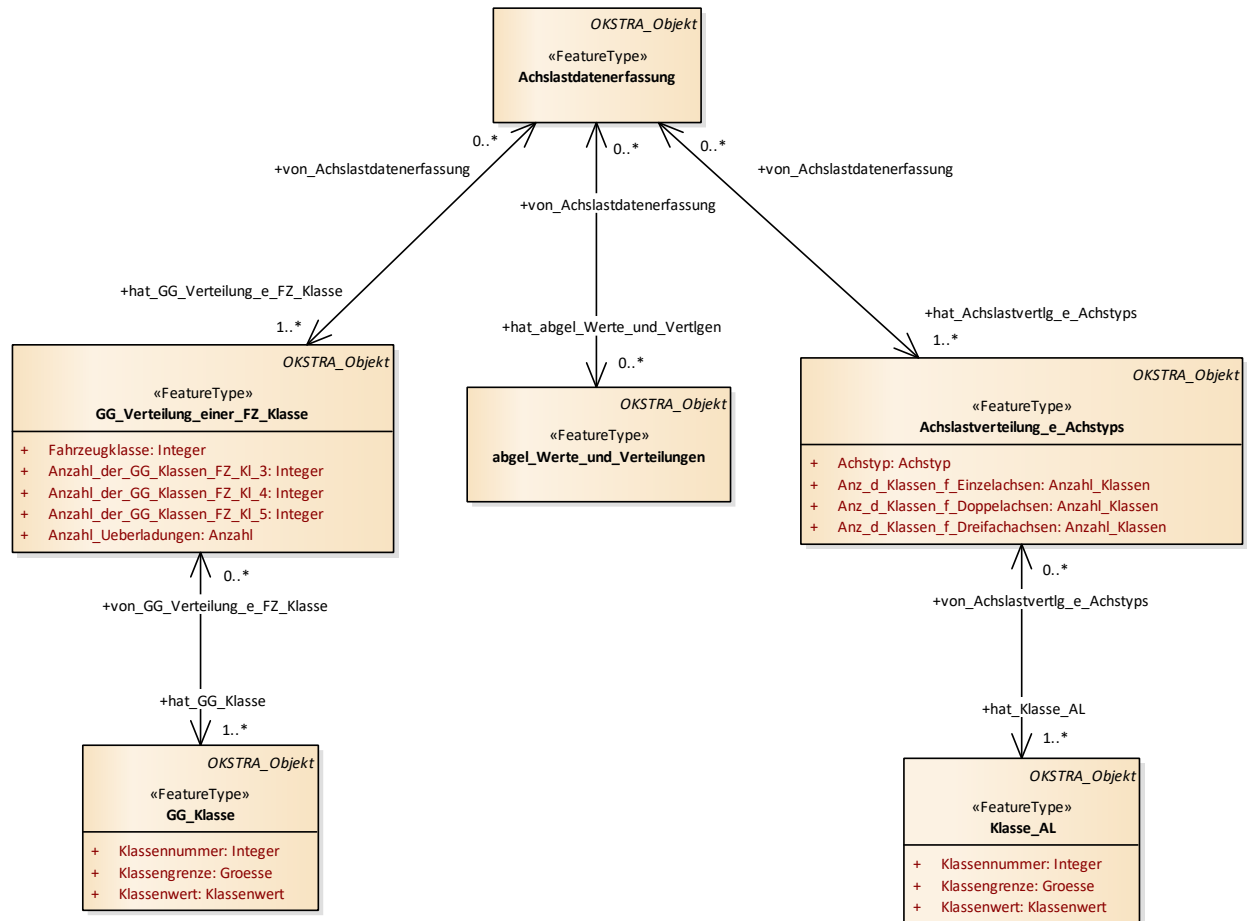 OKSTRA_Objekt
«FeatureType»
Achslastdatenerfassung
0..*
0..*
0..*
+von_Achslastdatenerfassung
+von_Achslastdatenerfassung
+von_Achslastdatenerfassung
+hat_GG_Verteilung_e_FZ_Klasse
1..*
+hat_abgel_Werte_und_Vertlgen
0..*
+hat_Achslastvertlg_e_Achstyps
1..*
OKSTRA_Objekt
«FeatureType»
GG_Verteilung_einer_FZ_Klasse
+ Fahrzeugklasse: Integer
+ Anzahl_der_GG_Klassen_FZ_Kl_3: Integer
+ Anzahl_der_GG_Klassen_FZ_Kl_4: Integer
+ Anzahl_der_GG_Klassen_FZ_Kl_5: Integer
+ Anzahl_Ueberladungen: Anzahl
OKSTRA_Objekt
«FeatureType»
abgel_Werte_und_Verteilungen
OKSTRA_Objekt
«FeatureType»
Achslastverteilung_e_Achstyps
+ Achstyp: Achstyp
+ Anz_d_Klassen_f_Einzelachsen: Anzahl_Klassen
+ Anz_d_Klassen_f_Doppelachsen: Anzahl_Klassen
+ Anz_d_Klassen_f_Dreifachachsen: Anzahl_Klassen
0..*
+von_GG_Verteilung_e_FZ_Klasse
+hat_GG_Klasse
1..*
0..*
+von_Achslastvertlg_e_Achstyps
+hat_Klasse_AL
1..*
OKSTRA_Objekt
«FeatureType»
GG_Klasse
+ Klassennummer: Integer
+ Klassengrenze: Groesse
+ Klassenwert: Klassenwert
OKSTRA_Objekt
«FeatureType»
Klasse_AL
+ Klassennummer: Integer
+ Klassengrenze: Groesse
+ Klassenwert: Klassenwert